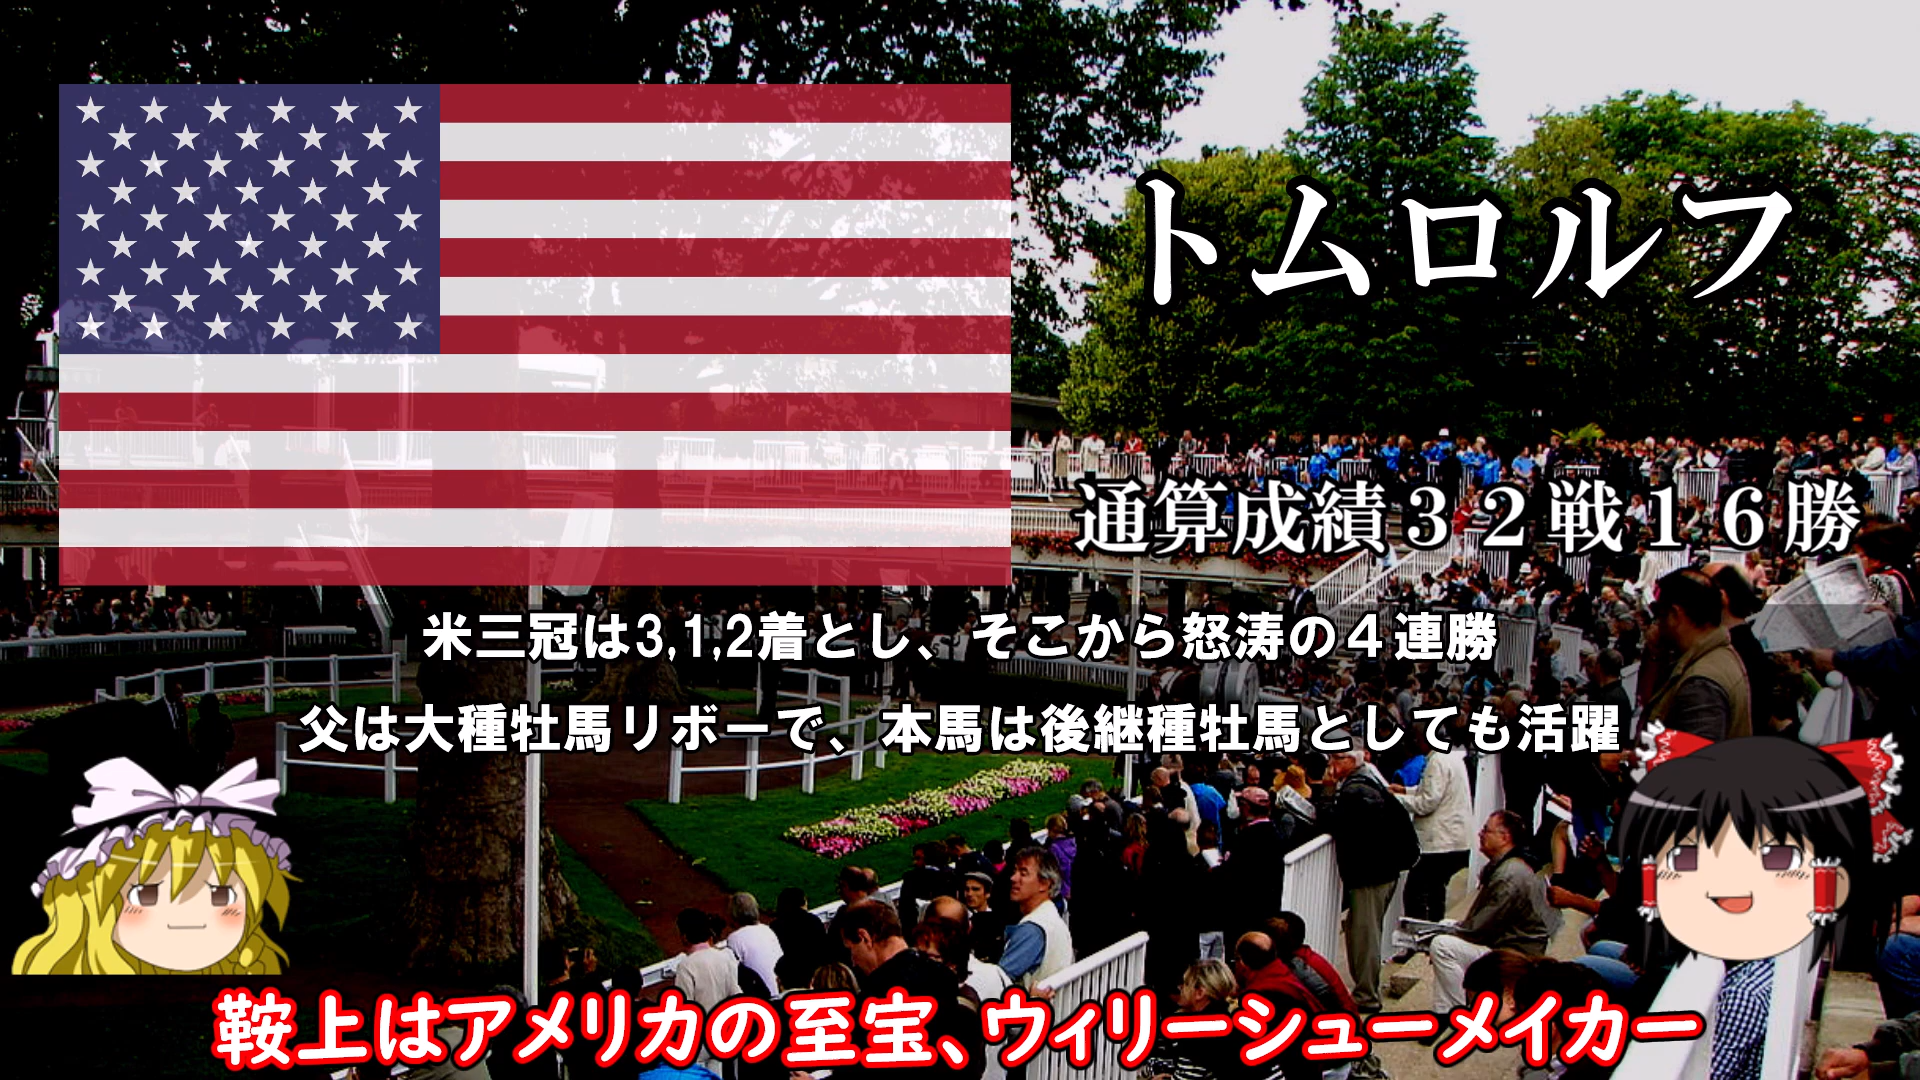 トムロルフ
通算成績３２戦１６勝
米三冠は3,1,2着とし、そこから怒涛の４連勝
父は大種牡馬リボーで、本馬は後継種牡馬としても活躍
鞍上はアメリカの至宝、ウィリーシューメイカー